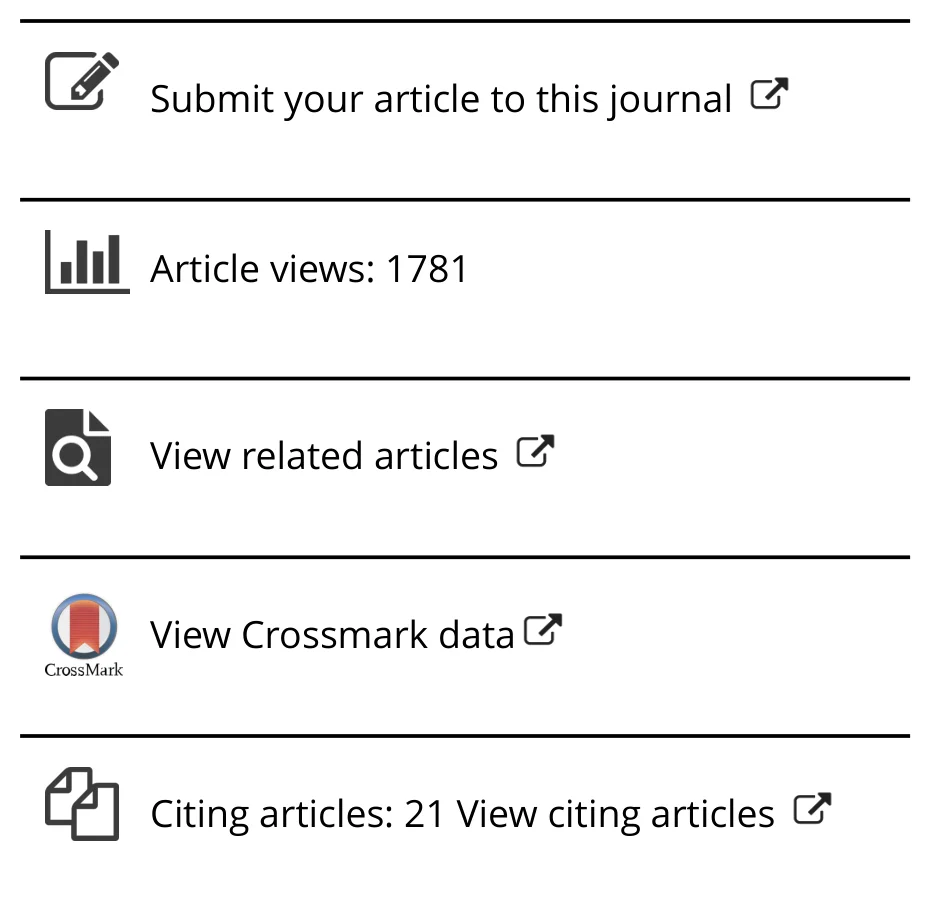 Submit your article to this journal
Article views: 1781
View related articles
View Crossmark data
CrossMark
Citing articles: 21 View citing articles